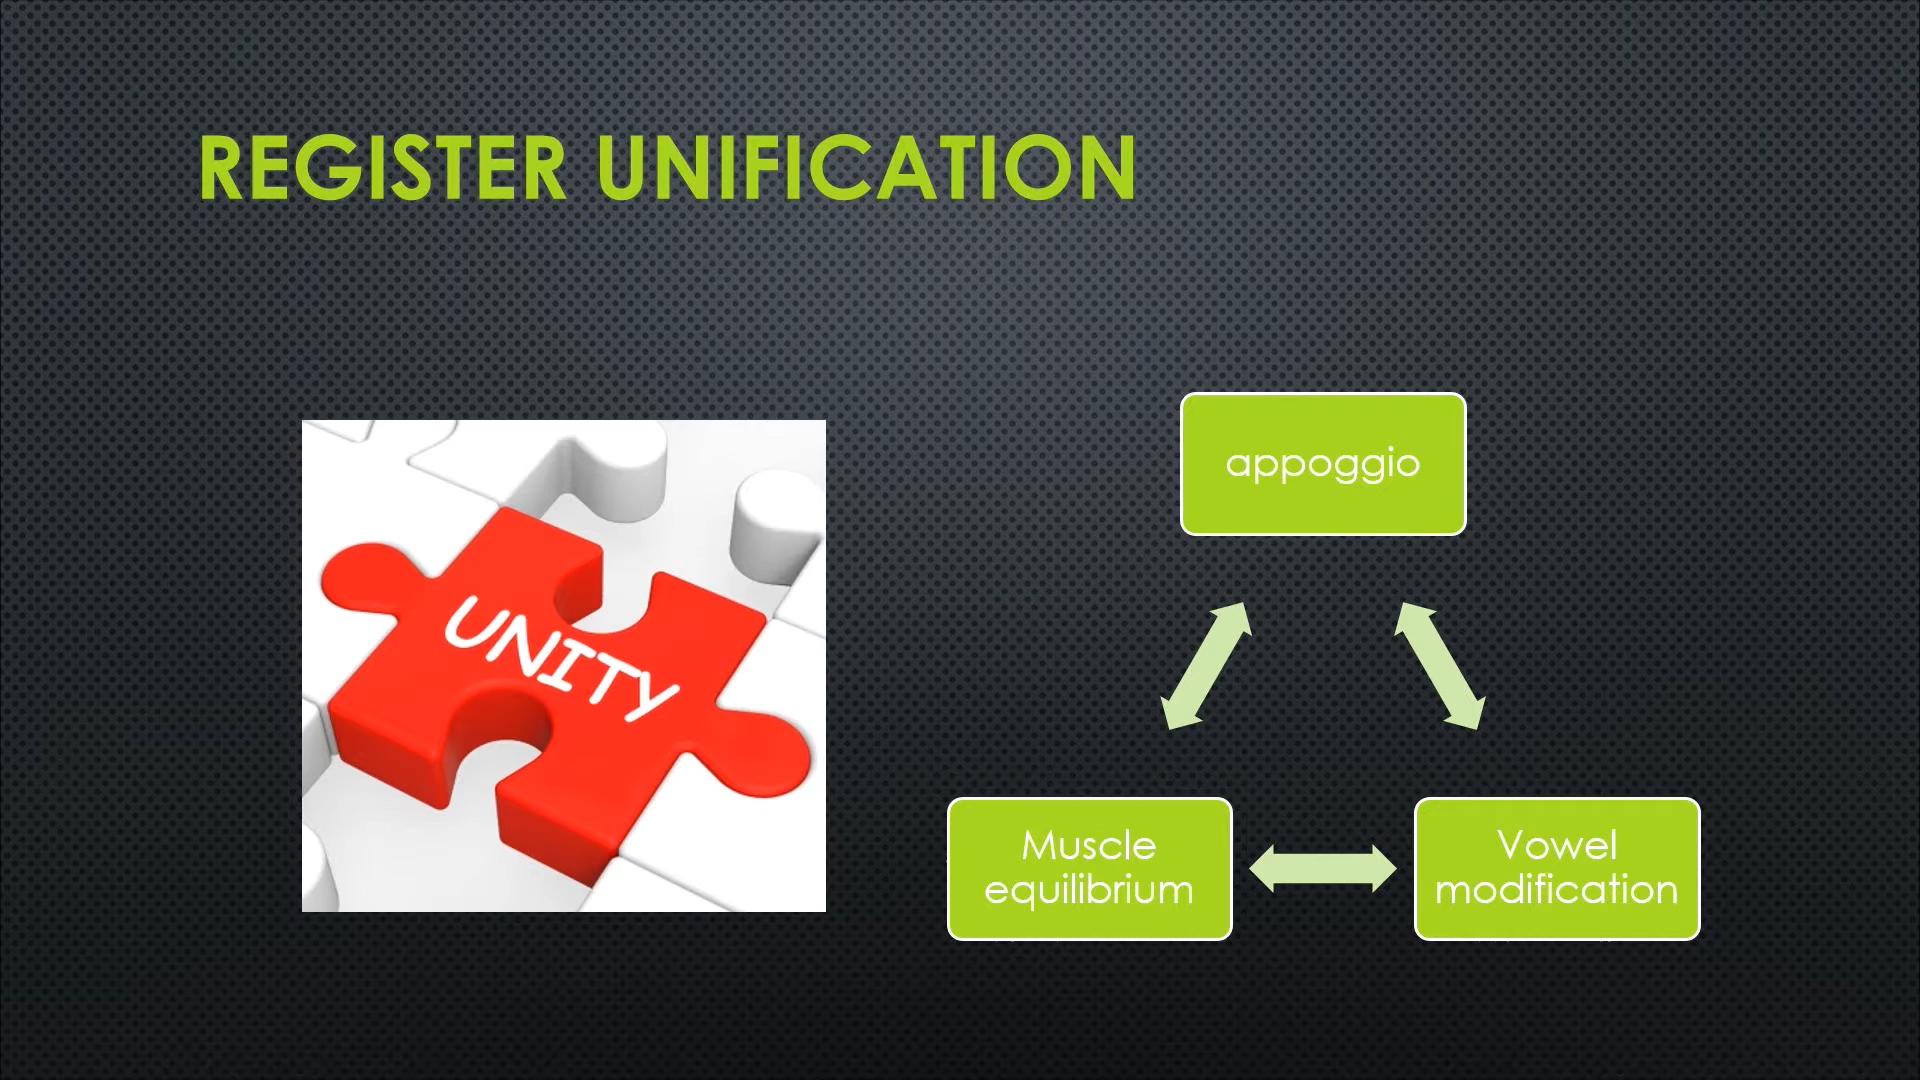 REGISTER UNIFICATION
UNITY
appoggio
Muscle
equilibrium
Vowel
modification